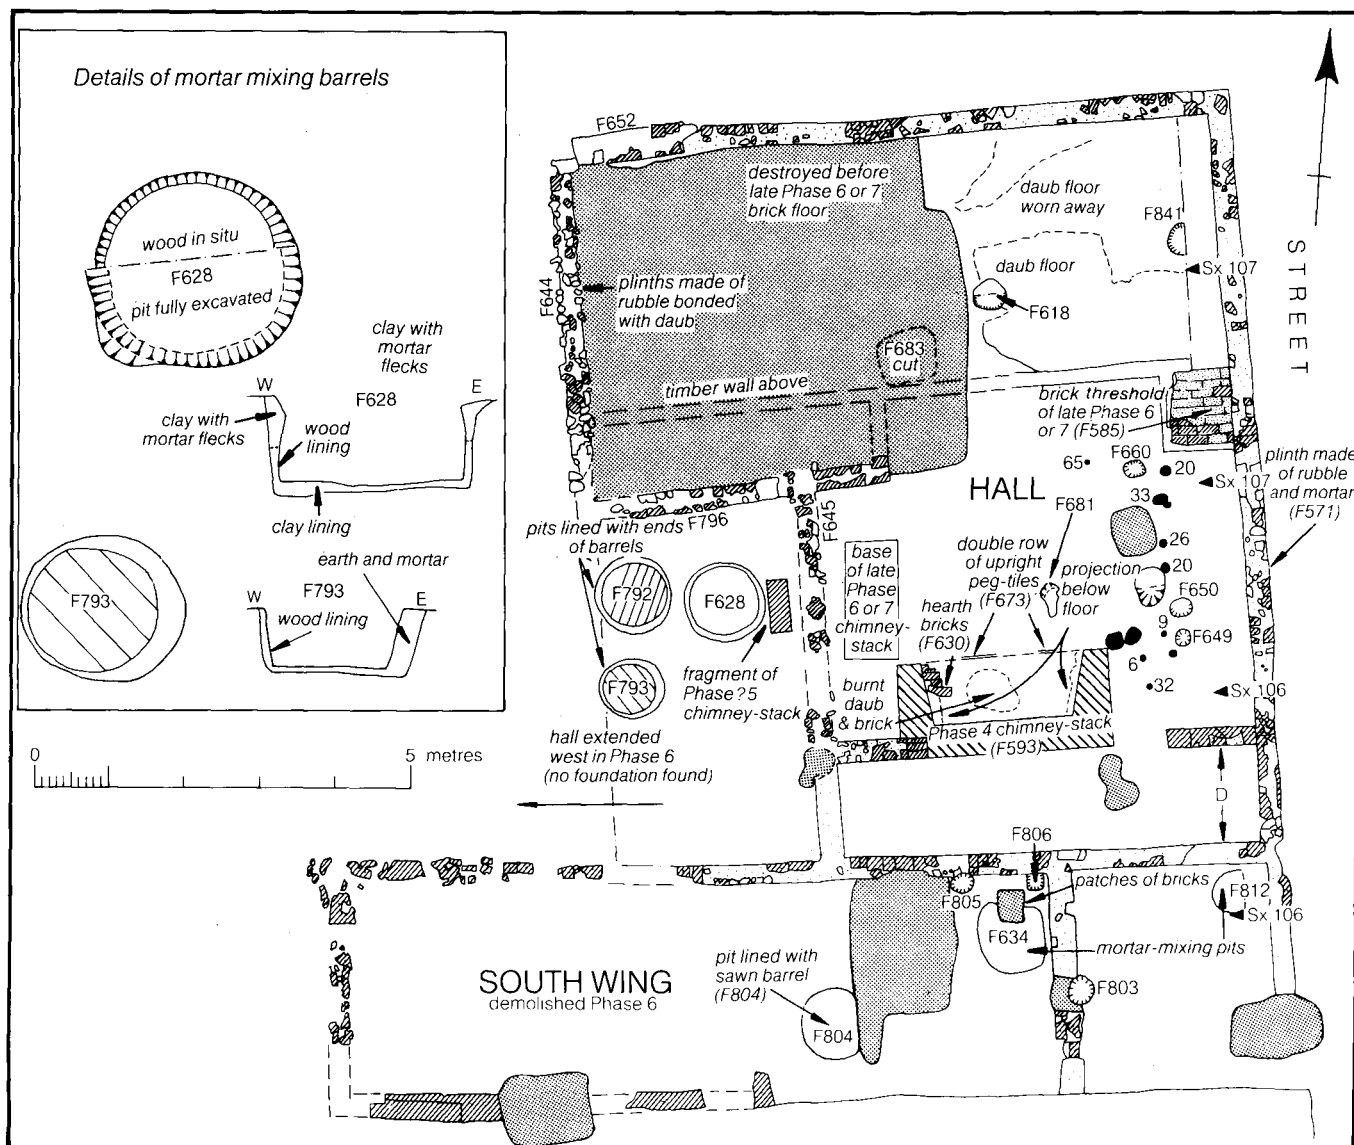 Details of mortar mixing barrels
wood in situ
F628
pit fully excavated
clay with
mortar
flecks
W
E
F628
clay with
mortar flecks
wood
lining
clay lining
earth and mortar
F793
W
F793
E
wood lining
0
5 metres
F652
destroyed before
late Phase 6 or 7
brick floor
daub floor
worn away
F841
daub floor
Sx 107
STREET
F644
plinths made of
rubble bonded
with daub
F618
F683
cut
timber wall above
brick threshold
of late Phase 6
or 7 (F585)
F660
65
20
Sx 107
plinth made
of rubble
and mortar
(F571)
HALL
33
F681
F796
F645
pits lined with ends
of barrels
base
of late
Phase
6 or 7
chimney-
stack
double row
of upright
peg-tiles
(F673)
projection
below
floor
26
20
F650
F792
F628
hearth
bricks
(F630)
9
F649
6
F793
fragment of
Phase ?5
chimney-stack
burnt
daub
& brick
32
Sx 106
Phase 4 chimney-stack
(F593)
hall extended
west in Phase 6
(no foundation found)
D
D
F806
patches of bricks
F805
F812
Sx 106
F634
mortar-mixing pits
pit lined with
sawn barrel
(F804)
SOUTH WING
demolished Phase 6
F803
F804